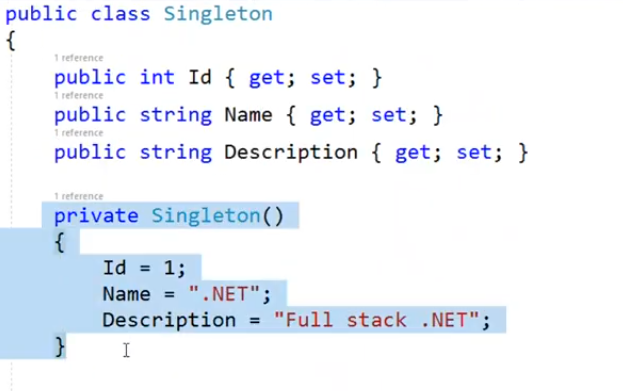 public class Singleton
{
1 reference
public int Id { get; set; }
1 reference
public string Name { get; set; }
1 reference
public string Description { get; set; }
1 reference
private Singleton()
{
Id = 1;
Name = ".NET";
Description = "Full stack .NET";
}